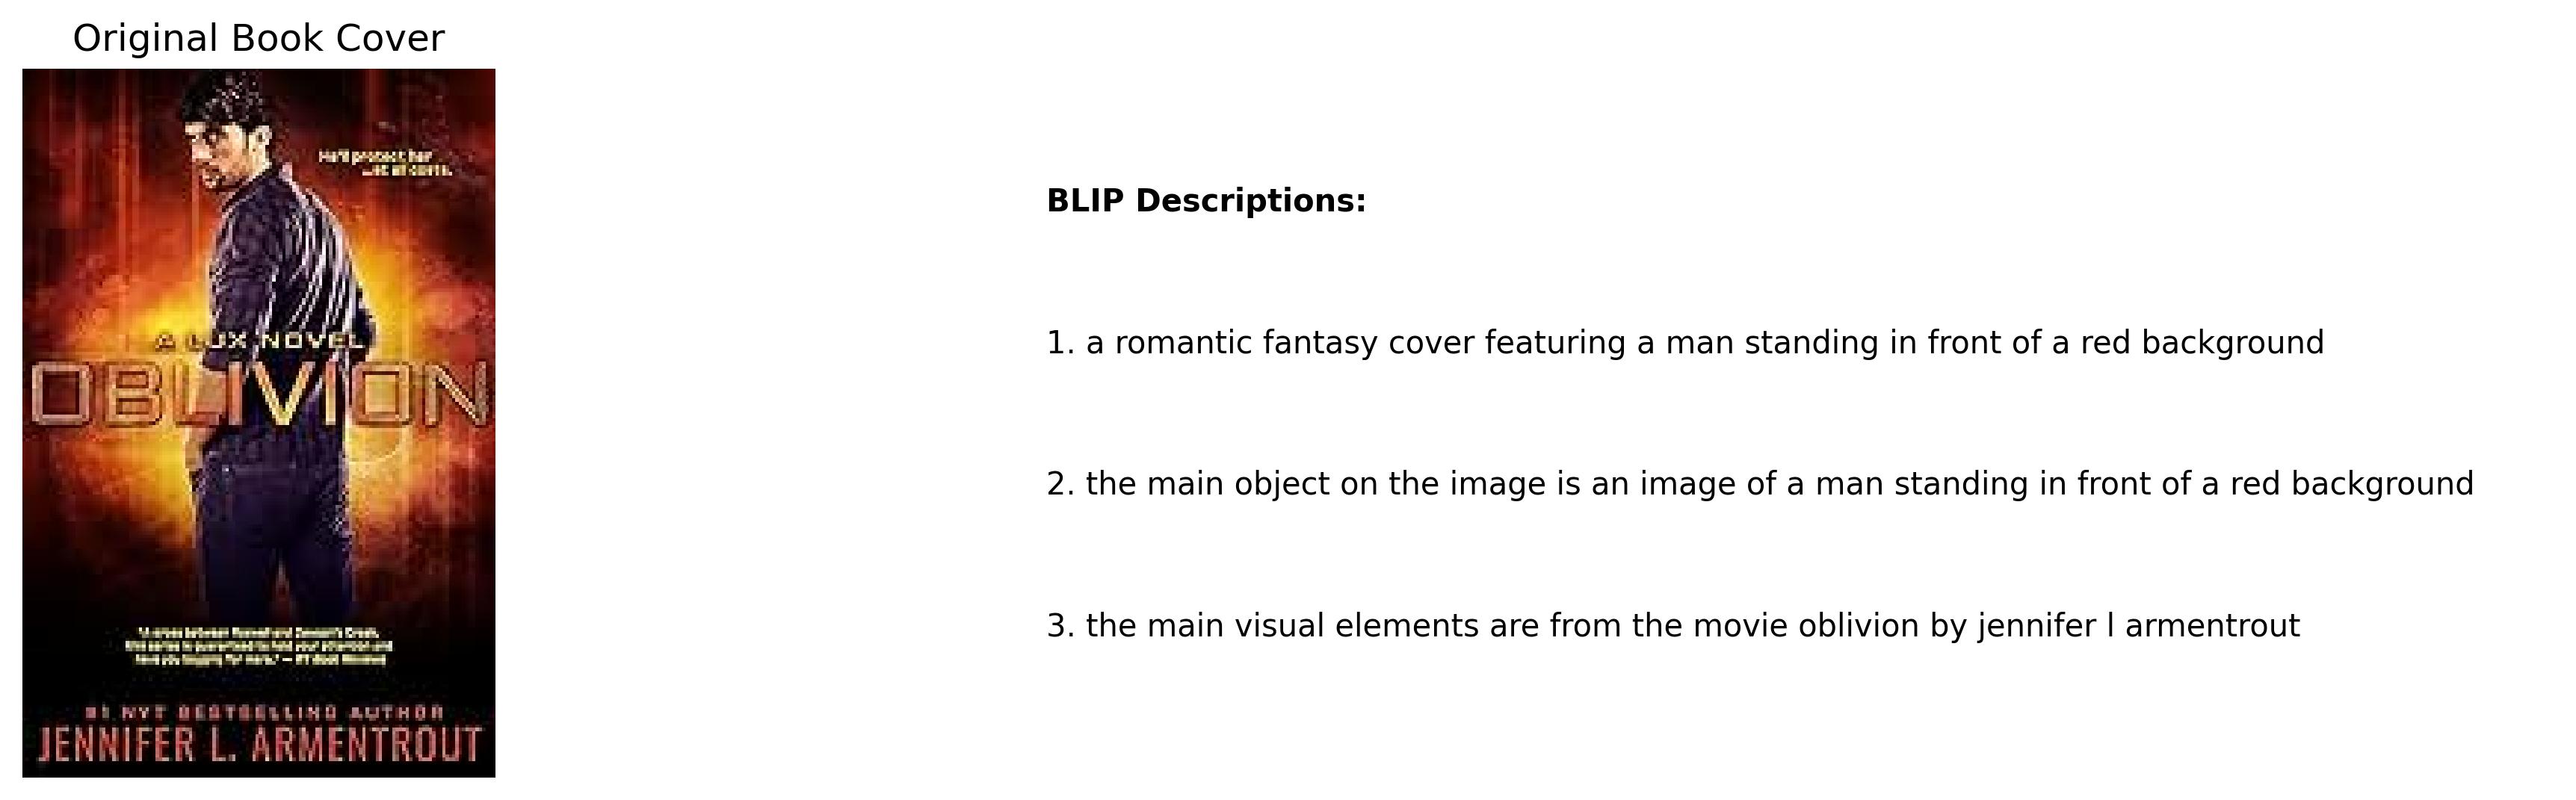 Original Book Cover
He'll protect her
...at all costs.
A LUX NOVEL
OBLIVION
#1 NYT BESTSELLING AUTHOR
JENNIFER L. ARMENTROUT
BLIP Descriptions:
1. a romantic fantasy cover featuring a man standing in front of a red background
2. the main object on the image is an image of a man standing in front of a red background
3. the main visual elements are from the movie oblivion by jennifer l armentrout